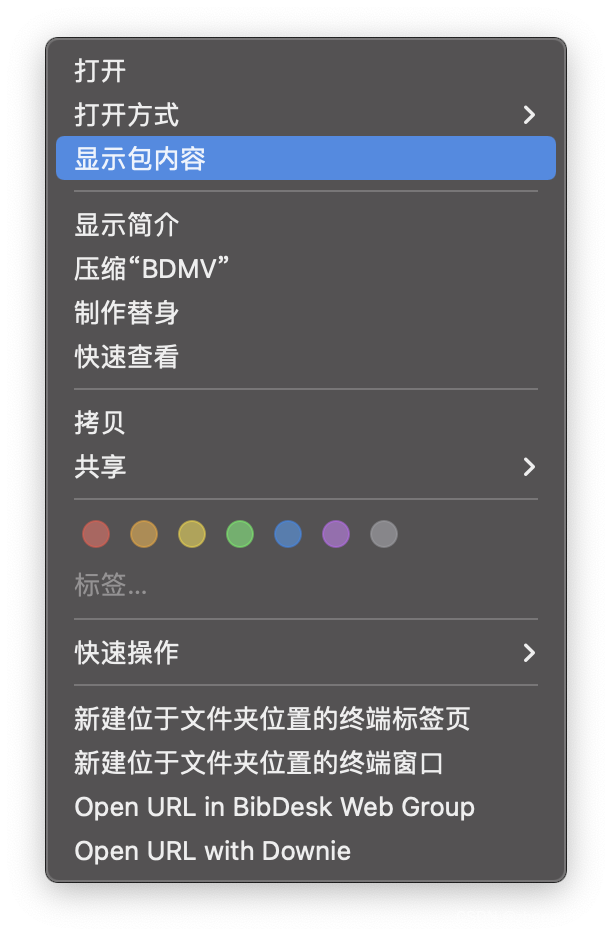 打开
打开方式
显示包内容
显示简介
压缩“BDMV”
制作替身
快速查看
拷贝
共享
标签...
快速操作
新建位于文件夹位置的终端标签页
新建位于文件夹位置的终端窗口
Open URL in BibDesk Web Group
Open URL with Downie